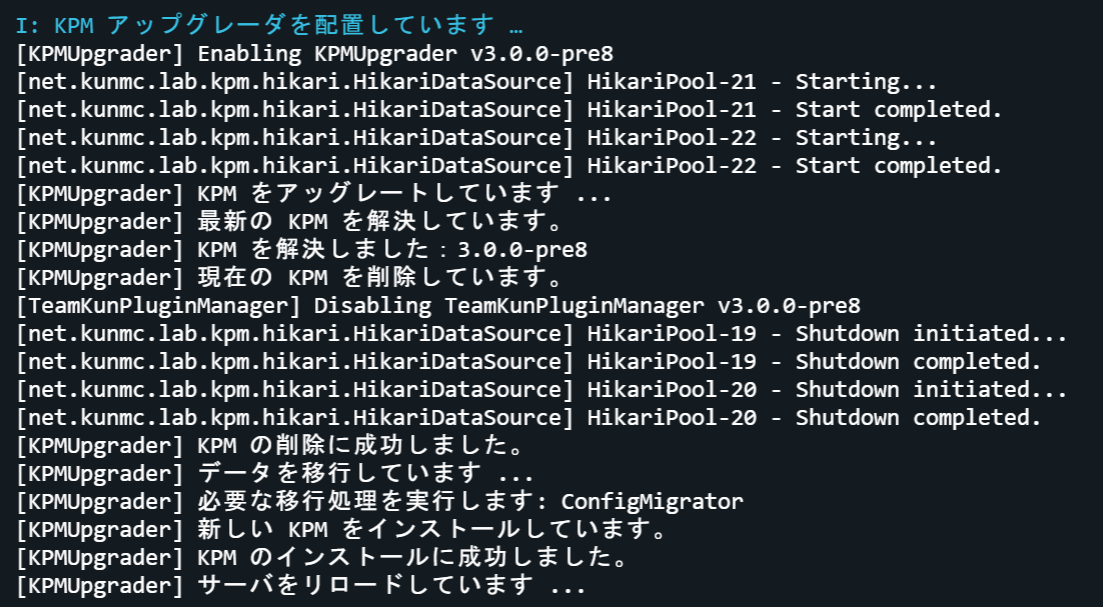 I: KPM アップグレーダを配置しています …
[KPMUpgrader] Enabling KPMUpgrader v3.0.0-pre8
[net.kunmc.lab.kpm.hikari.HikariDataSource] HikariPool-21 - Starting...
[net.kunmc.lab.kpm.hikari.HikariDataSource] HikariPool-21 - Start completed.
[net.kunmc.lab.kpm.hikari.HikariDataSource] HikariPool-22 - Starting...
[net.kunmc.lab.kpm.hikari.HikariDataSource] HikariPool-22 - Start completed.
[KPMUpgrader] KPM をアッグレートしています ...
[KPMUpgrader] 最新の KPM を解決しています。
[KPMUpgrader] KPM を解決しました：3.0.0-pre8
[KPMUpgrader] 現在の KPM を削除しています。
[TeamKunPluginManager] Disabling TeamKunPluginManager v3.0.0-pre8
[net.kunmc.lab.kpm.hikari.HikariDataSource] HikariPool-19 - Shutdown initiated...
[net.kunmc.lab.kpm.hikari.HikariDataSource] HikariPool-19 - Shutdown completed.
[net.kunmc.lab.kpm.hikari.HikariDataSource] HikariPool-20 - Shutdown initiated...
[net.kunmc.lab.kpm.hikari.HikariDataSource] HikariPool-20 - Shutdown completed.
[KPMUpgrader] KPM の削除に成功しました。
[KPMUpgrader] データを移行しています ...
[KPMUpgrader] 必要な移行処理を実行します: ConfigMigrator
[KPMUpgrader] 新しい KPM をインストールしています。
[KPMUpgrader] KPM のインストールに成功しました。
[KPMUpgrader] サーバをリロードしています ...